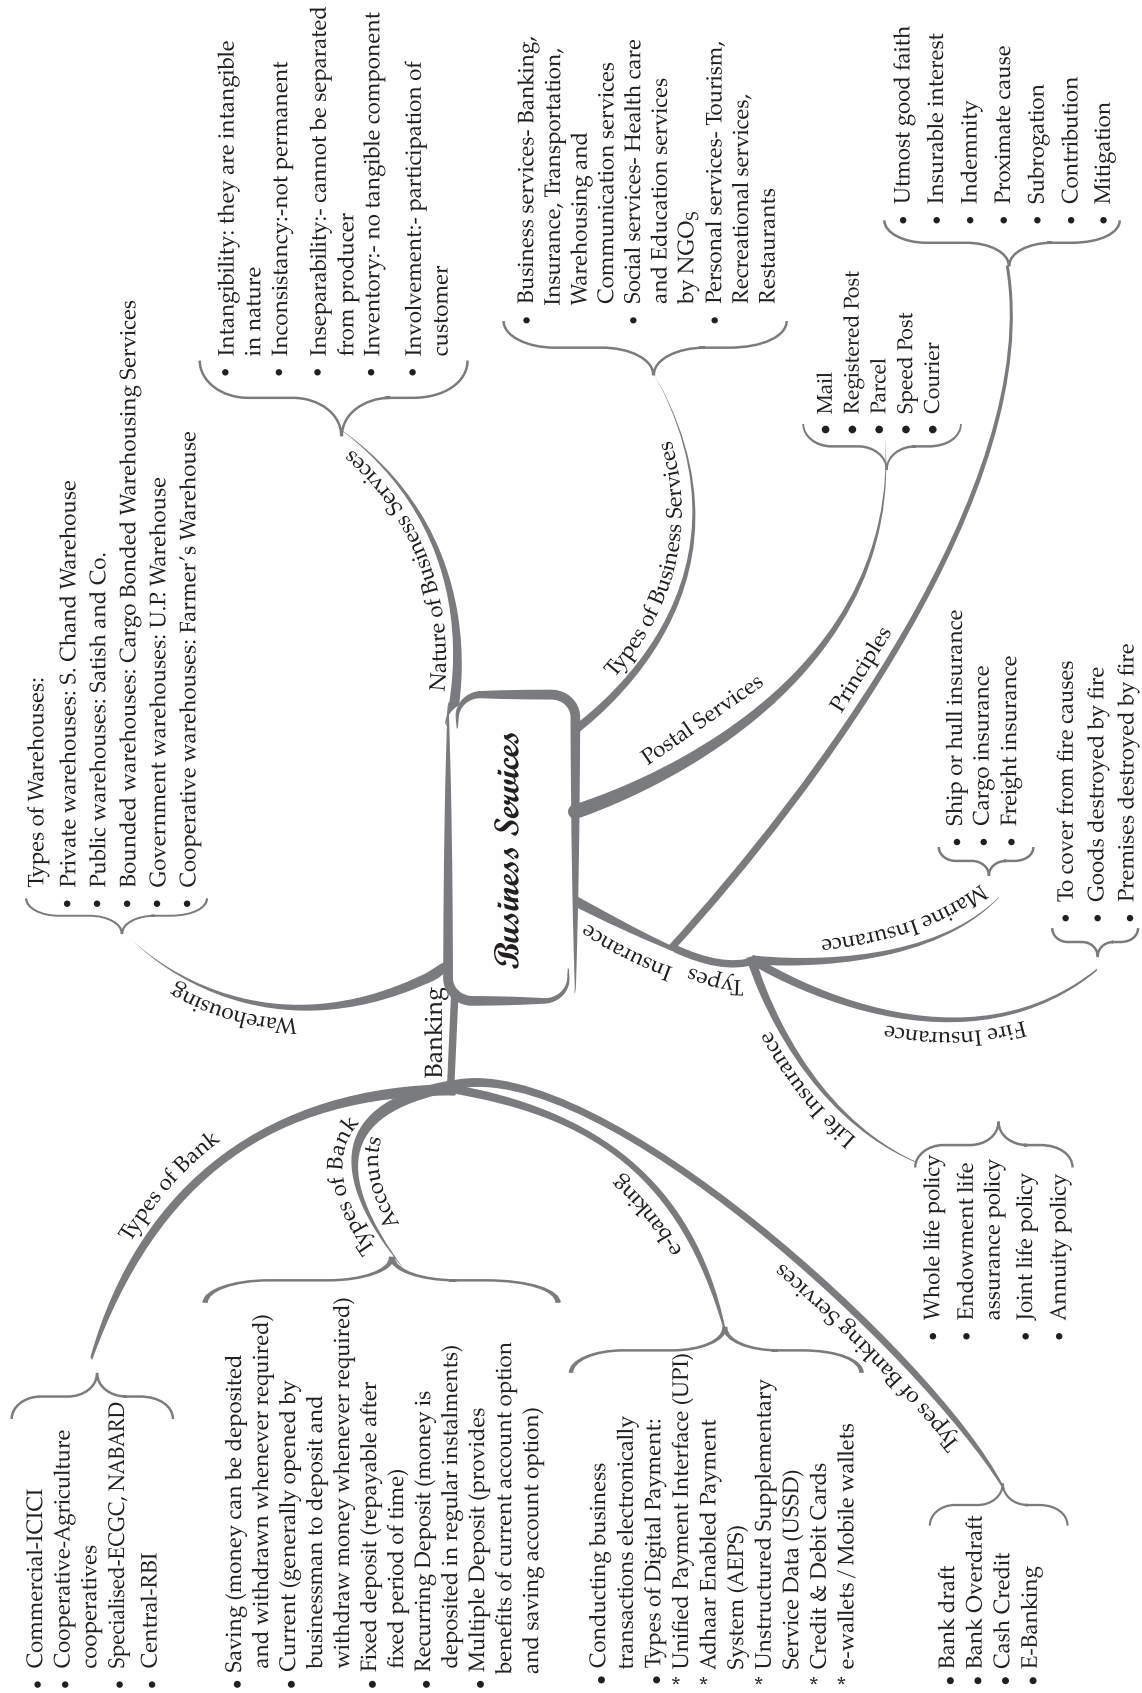 Business Services
Nature of Business Services
• Intangibility: they are intangible
in nature
• Inconsistancy:-not permanent
• Inseparability:- cannot be separated
from producer
• Inventory:- no tangible component
• Involvement:- participation of
customer
Types of Business Services
• Business services- Banking,
Insurance, Transportation,
Warehousing and
Communication services
• Social services- Health care
and Education services
by NGOs
• Personal services- Tourism,
Recreational services,
Restaurants
Postal Services
• Mail
• Registered Post
• Parcel
• Speed Post
• Courier
Insurance
Principles
• Utmost good faith
• Insurable interest
• Indemnity
• Proximate cause
• Subrogation
• Contribution
• Mitigation
Types
Marine Insurance
• Ship or hull insurance
• Cargo insurance
• Freight insurance
Fire Insurance
• To cover from fire causes
• Goods destroyed by fire
• Premises destroyed by fire
Life Insurance
• Whole life policy
• Endowment life
assurance policy
• Joint life policy
• Annuity policy
Banking
Types of Banking Services
• Bank draft
• Bank Overdraft
• Cash Credit
• E-Banking
e-banking
• Conducting business
transactions electronically
• Types of Digital Payment:
* Unified Payment Interface (UPI)
* Adhaar Enabled Payment
System (AEPS)
* Unstructured Supplementary
Service Data (USSD)
* Credit & Debit Cards
* e-wallets / Mobile wallets
Types of Bank
Accounts
• Saving (money can be deposited
and withdrawn whenever required)
• Current (generally opened by
businessman to deposit and
withdraw money whenever required)
• Fixed deposit (repayable after
fixed period of time)
• Recurring Deposit (money is
deposited in regular instalments)
• Multiple Deposit (provides
benefits of current account option
and saving account option)
Types of Bank
• Commercial-ICICI
• Cooperative-Agriculture
cooperatives
• Specialised-ECGC, NABARD
• Central-RBI
Warehousing
Types of Warehouses:
• Private warehouses: S. Chand Warehouse
• Public warehouses: Satish and Co.
• Bounded warehouses: Cargo Bonded Warehousing Services
• Government warehouses: U.P. Warehouse
• Cooperative warehouses: Farmer's Warehouse